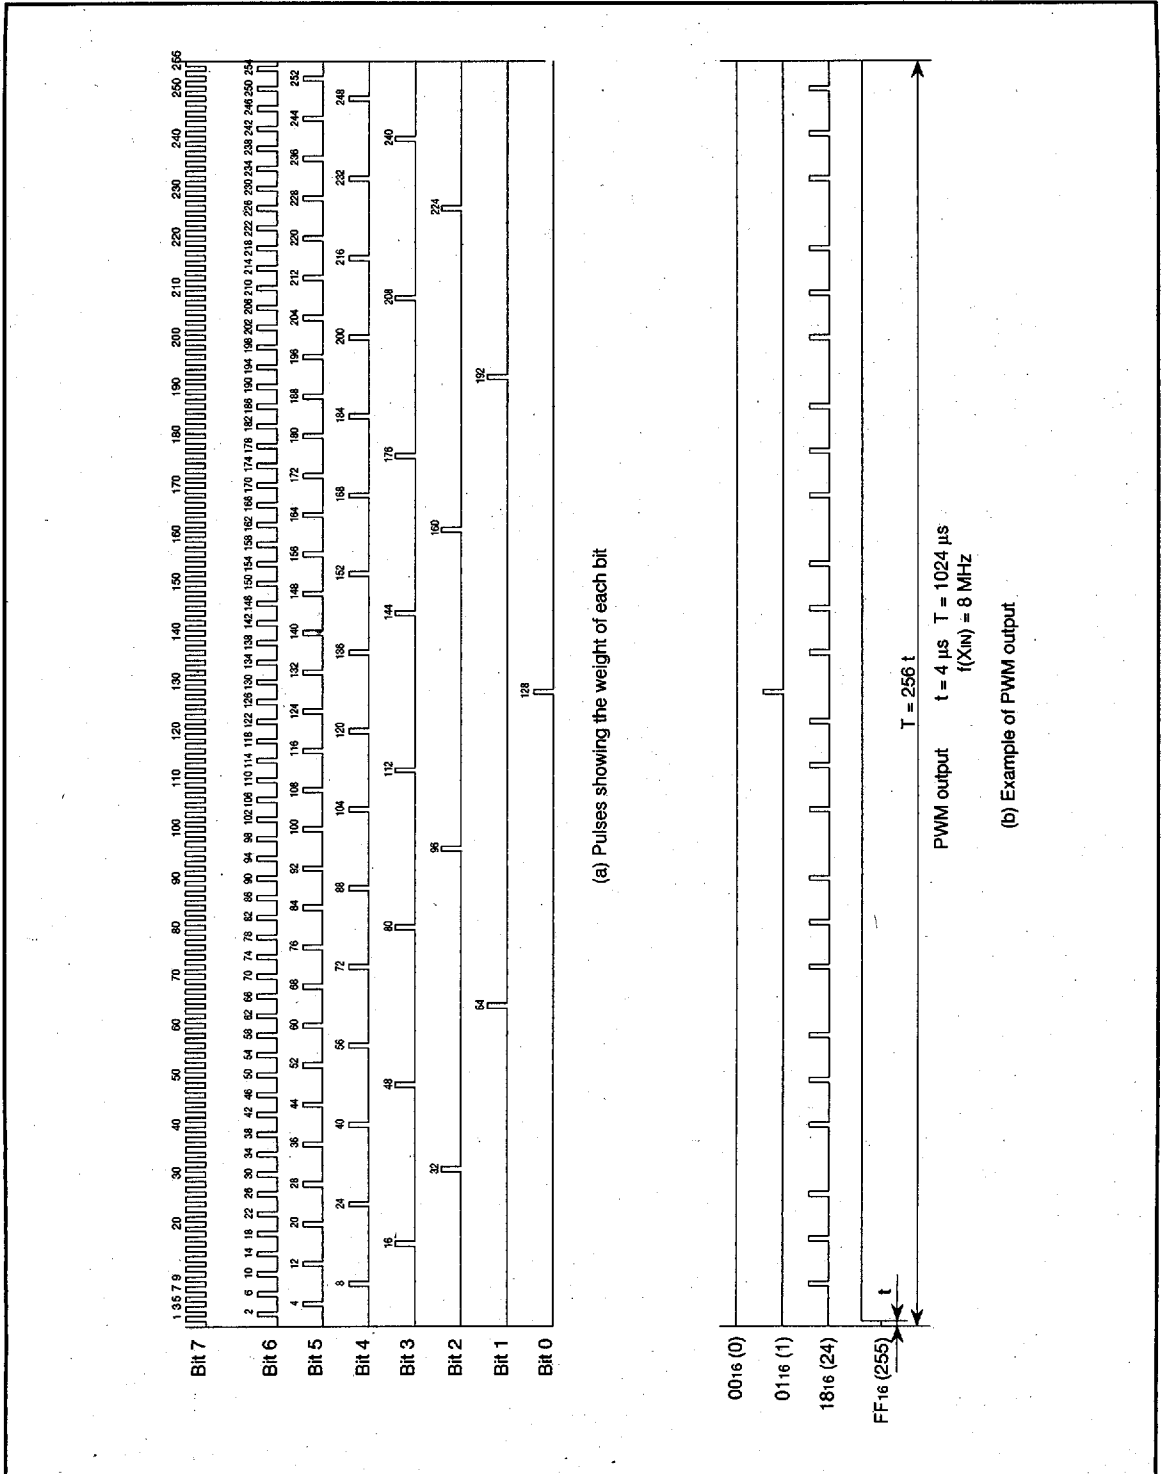 1 3 5 7 9 20 30 40 50 60 70 80 90 100 110 120 130 140 150 160 170 180 190 200 210 220 230 240 250 256
Bit 7
2 6 10 14 18 22 26 30 34 38 42 46 50 54 58 62 66 70 74 78 82 86 90 94 98 102 106 110 114 118 122 126 130 134 138 142 146 150 154 158 162 166 170 174 178 182 186 190 194 198 202 206 210 214 218 222 226 230 234 238 242 246 250 254
Bit 6
4 12 20 28 36 44 52 60 68 76 84 92 100 108 116 124 132 140 148 156 164 172 180 188 196 204 212 220 228 236 244 252
Bit 5
8 24 40 56 72 88 104 120 136 152 168 184 200 216 232 248
Bit 4
16 48 80 112 144 176 208 240
Bit 3
32 96 160 224
Bit 2
64 192
Bit 1
128
Bit 0
(a) Pulses showing the weight of each bit
0016 (0)
0116 (1)
1816 (24)
FF16 (255)
t
T = 256 t
PWM output t = 4 µs T = 1024 µs
f(XIN) = 8 MHz
(b) Example of PWM output